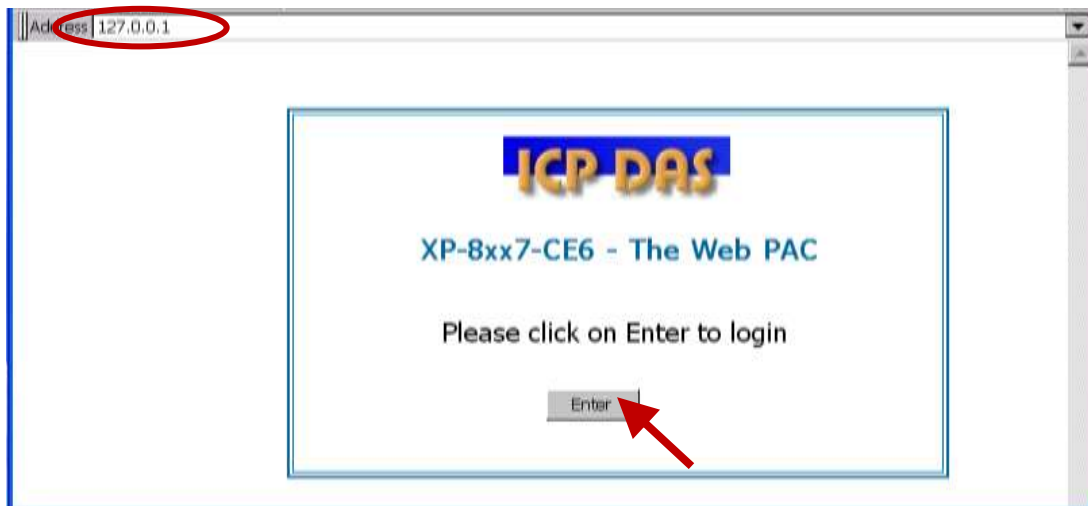 Address 127.0.0.1
ICP DAS
XP-8xx7-CE6 - The Web PAC
Please click on Enter to login
Enter